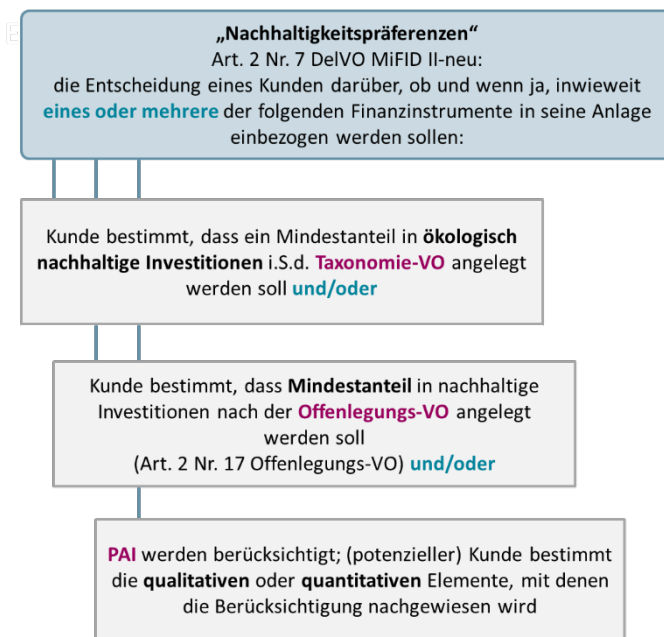 „Nachhaltigkeitspräferenzen“
Art. 2 Nr. 7 DelVO MiFID II-neu:
die Entscheidung eines Kunden darüber, ob und wenn ja, inwieweit
eines oder mehrere der folgenden Finanzinstrumente in seine Anlage
einbezogen werden sollen:
Kunde bestimmt, dass ein Mindestanteil in ökologisch
nachhaltige Investitionen i.S.d. Taxonomie-VO angelegt
werden soll und/oder
Kunde bestimmt, dass Mindestanteil in nachhaltige
Investitionen nach der Offenlegungs-VO angelegt
werden soll
(Art. 2 Nr. 17 Offenlegungs-VO) und/oder
PAI werden berücksichtigt; (potenzieller) Kunde bestimmt
die qualitativen oder quantitativen Elemente, mit denen
die Berücksichtigung nachgewiesen wird